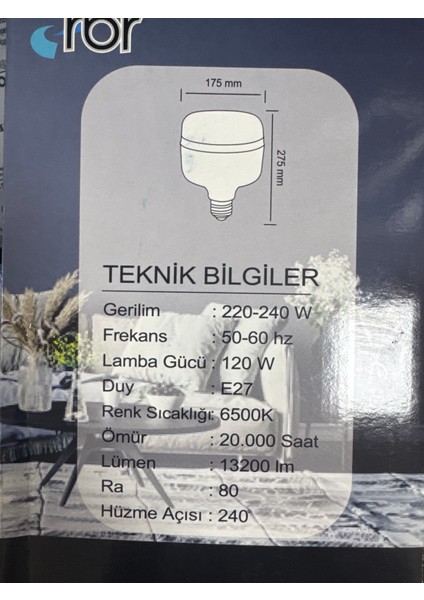 rbr
175 mm
275 mm
TEKNİK BİLGİLER
Gerilim : 220-240 W
Frekans : 50-60 hz
Lamba Gücü : 120 W
Duy : E27
Renk Sıcaklığı: 6500K
Ömür : 20.000 Saat
Lümen : 13200 lm
Ra : 80
Hüzme Açısı : 240°